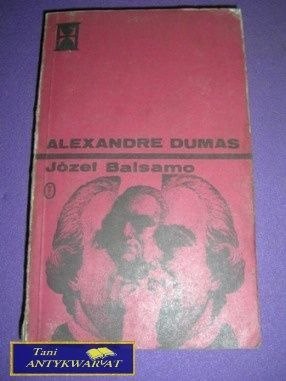 ALEXANDRE DUMAS
Józef Balsamo
Tani
ANTYKWARIAT